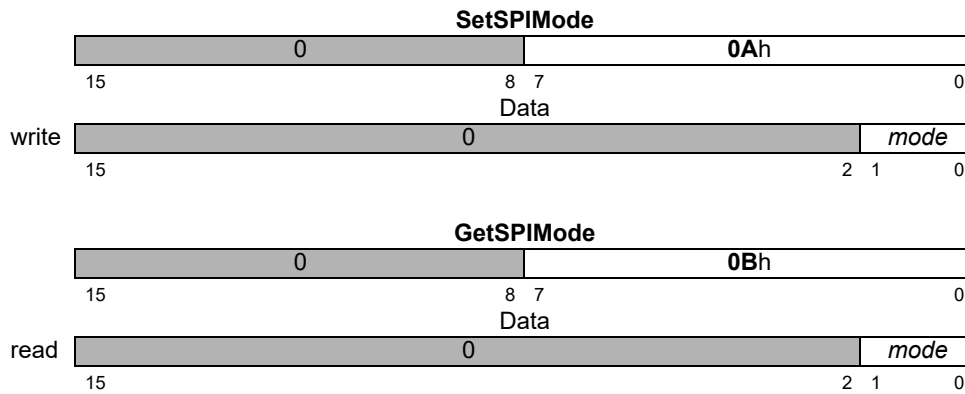 SetSPIMode
0 0Ah
15 8 7 0
Data
write 0 mode
15 2 1 0
GetSPIMode
0 0Bh
15 8 7 0
Data
read 0 mode
15 2 1 0